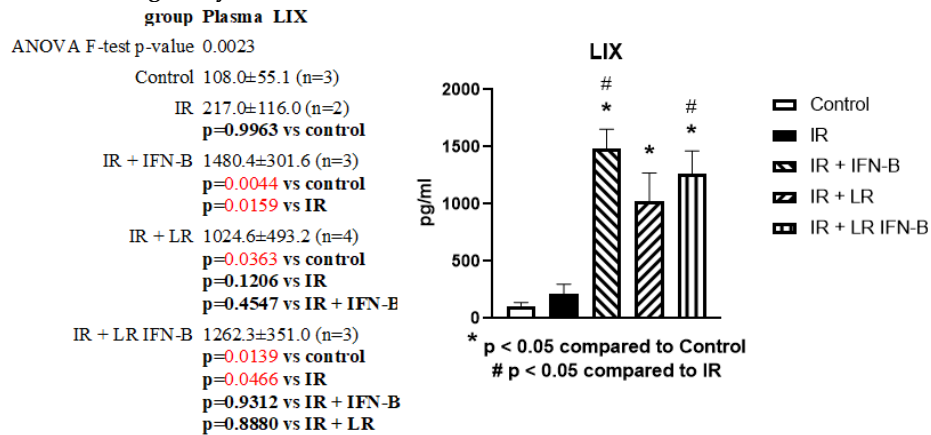 group Plasma LIX
ANOVA F-test p-value 0.0023
Control 108.0±55.1 (n=3)
IR 217.0±116.0 (n=2)
p=0.9963 vs control
IR + IFN-B 1480.4±301.6 (n=3)
p=0.0044 vs control
p=0.0159 vs IR
IR + LR 1024.6±493.2 (n=4)
p=0.0363 vs control
p=0.1206 vs IR
p=0.4547 vs IR + IFN-B
IR + LR IFN-B 1262.3±351.0 (n=3)
p=0.0139 vs control
p=0.0466 vs IR
p=0.9312 vs IR + IFN-B
p=0.8880 vs IR + LR
LIX
pg/ml
2000
1500
1000
500
0
#
*
*
#
*
Control
IR
IR + IFN-B
IR + LR
IR + LR IFN-B
* p < 0.05 compared to Control
# p < 0.05 compared to IR